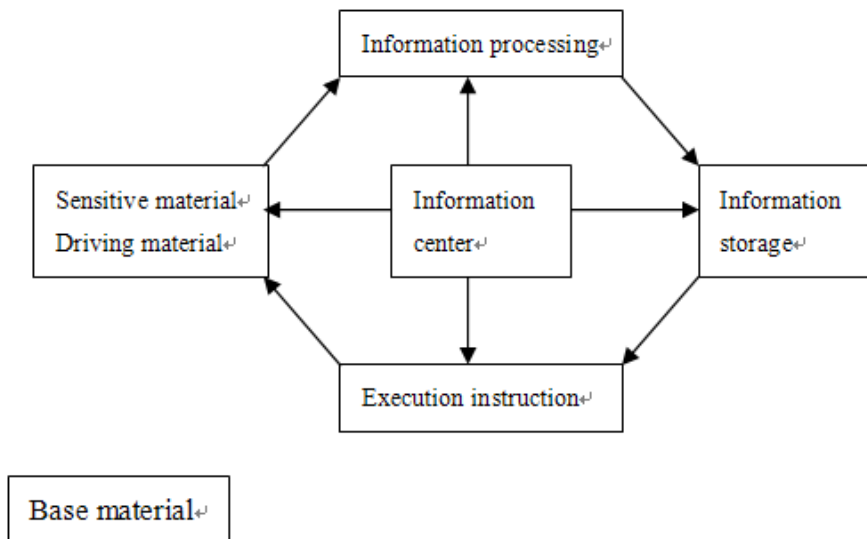 Information processing
Sensitive material
Driving material
Information
center
Information
storage
Execution instruction
Base material